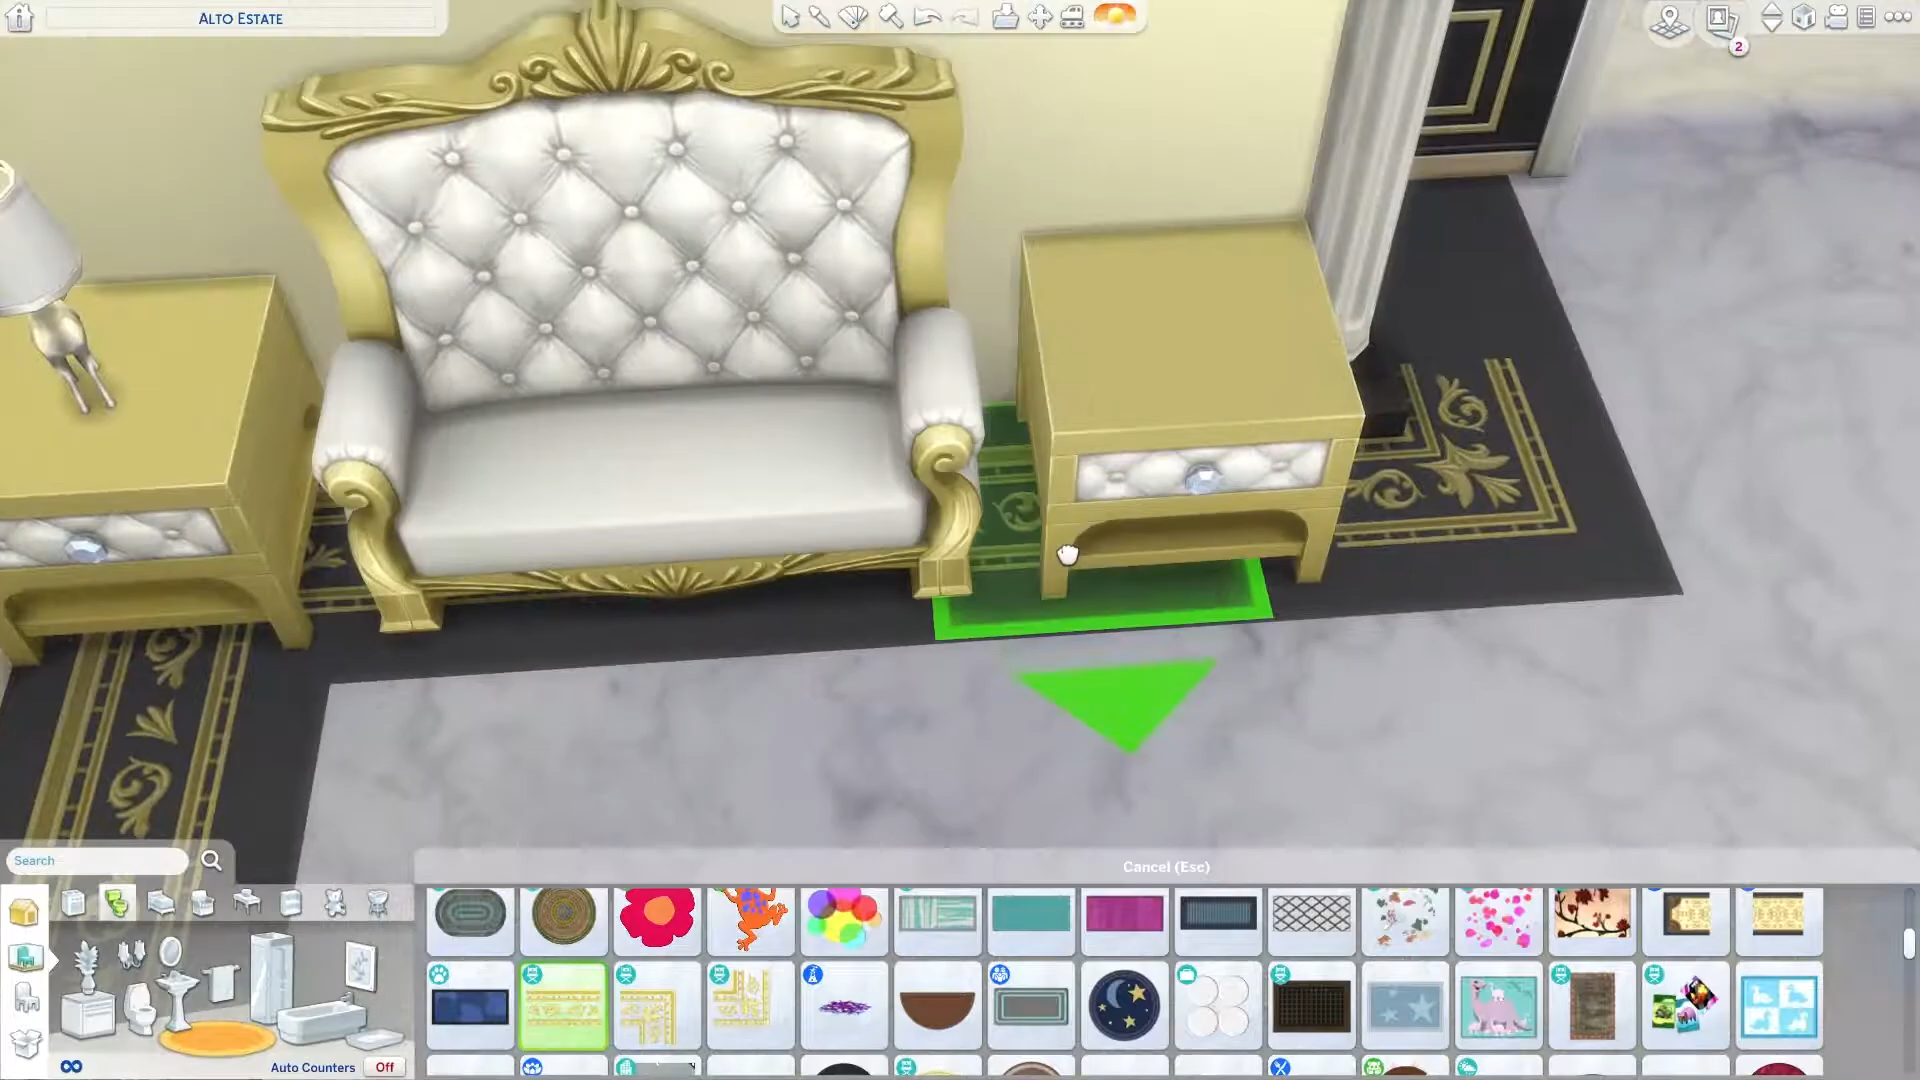 ALTO ESTATE
2
Search
Cancel (Esc)
Auto Counters
Off